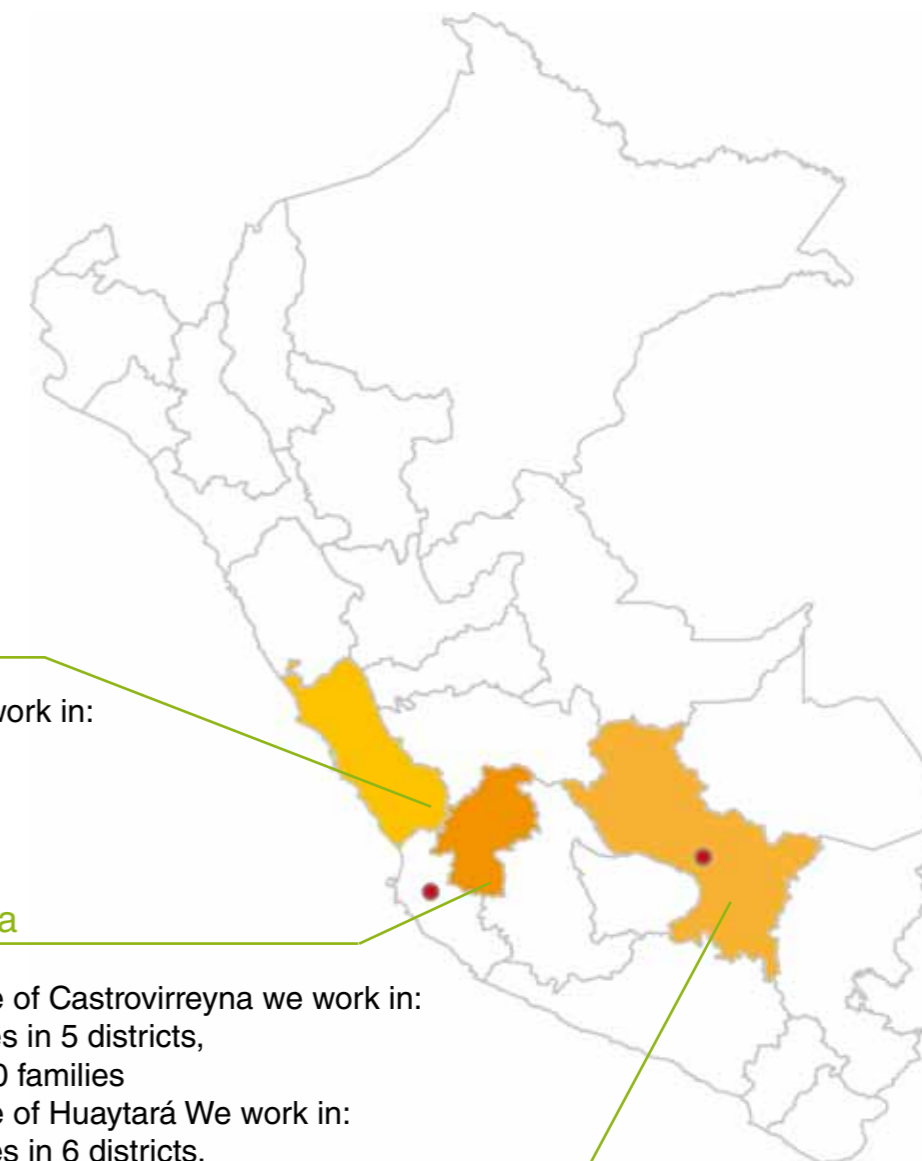 work in:
a
e of Castrovirreyna we work in:
es in 5 districts,
0 families
e of Huaytará We work in:
es in 6 districts.